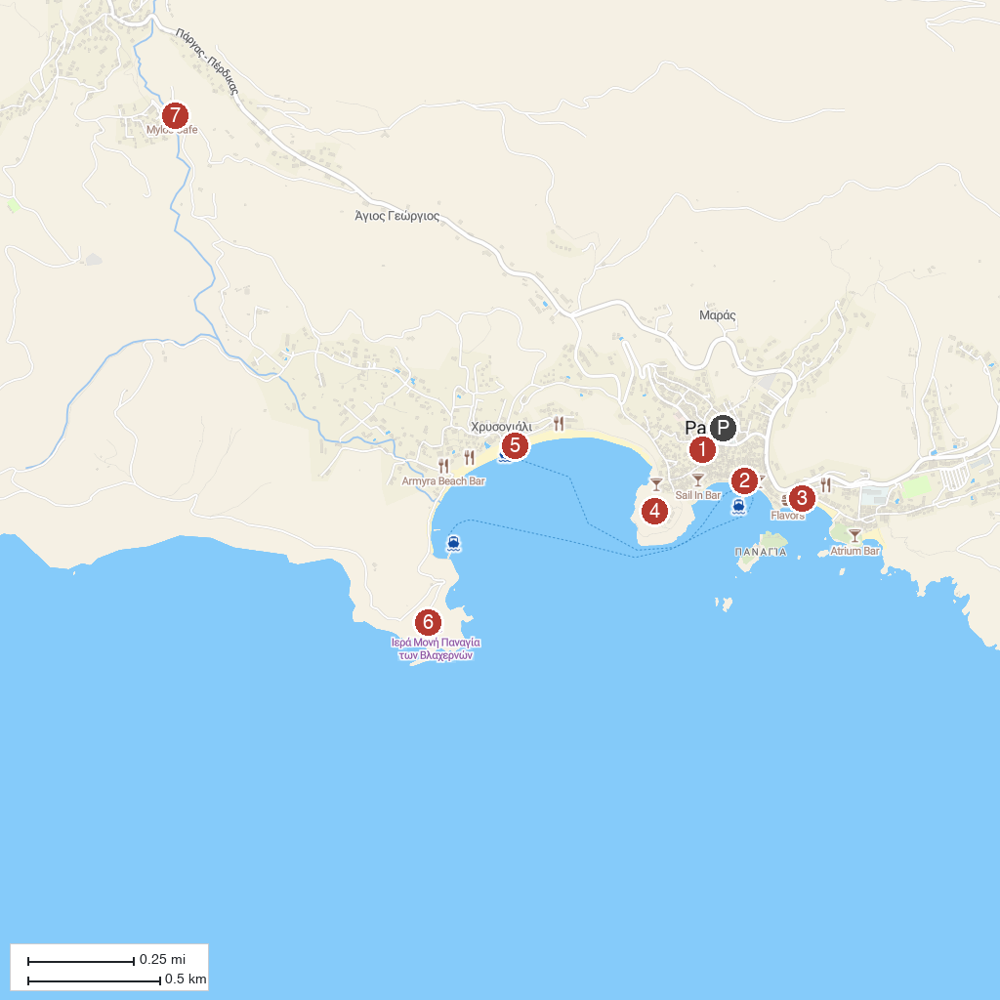 Πάργας - Πέρδικας
7
Mylos Cafe
Άγιος Γεώργιος
Μαράς
Pa
P
Χρυσογιάλι
1
5
Armyra Beach Bar
Sail In Bar
2
3
Flavors
4
Atrium Bar
ΠΑΝΑΓΙΑ
6
Ιερά Μονή Παναγία
των Βλαχερνών
0.25 mi
0.5 km